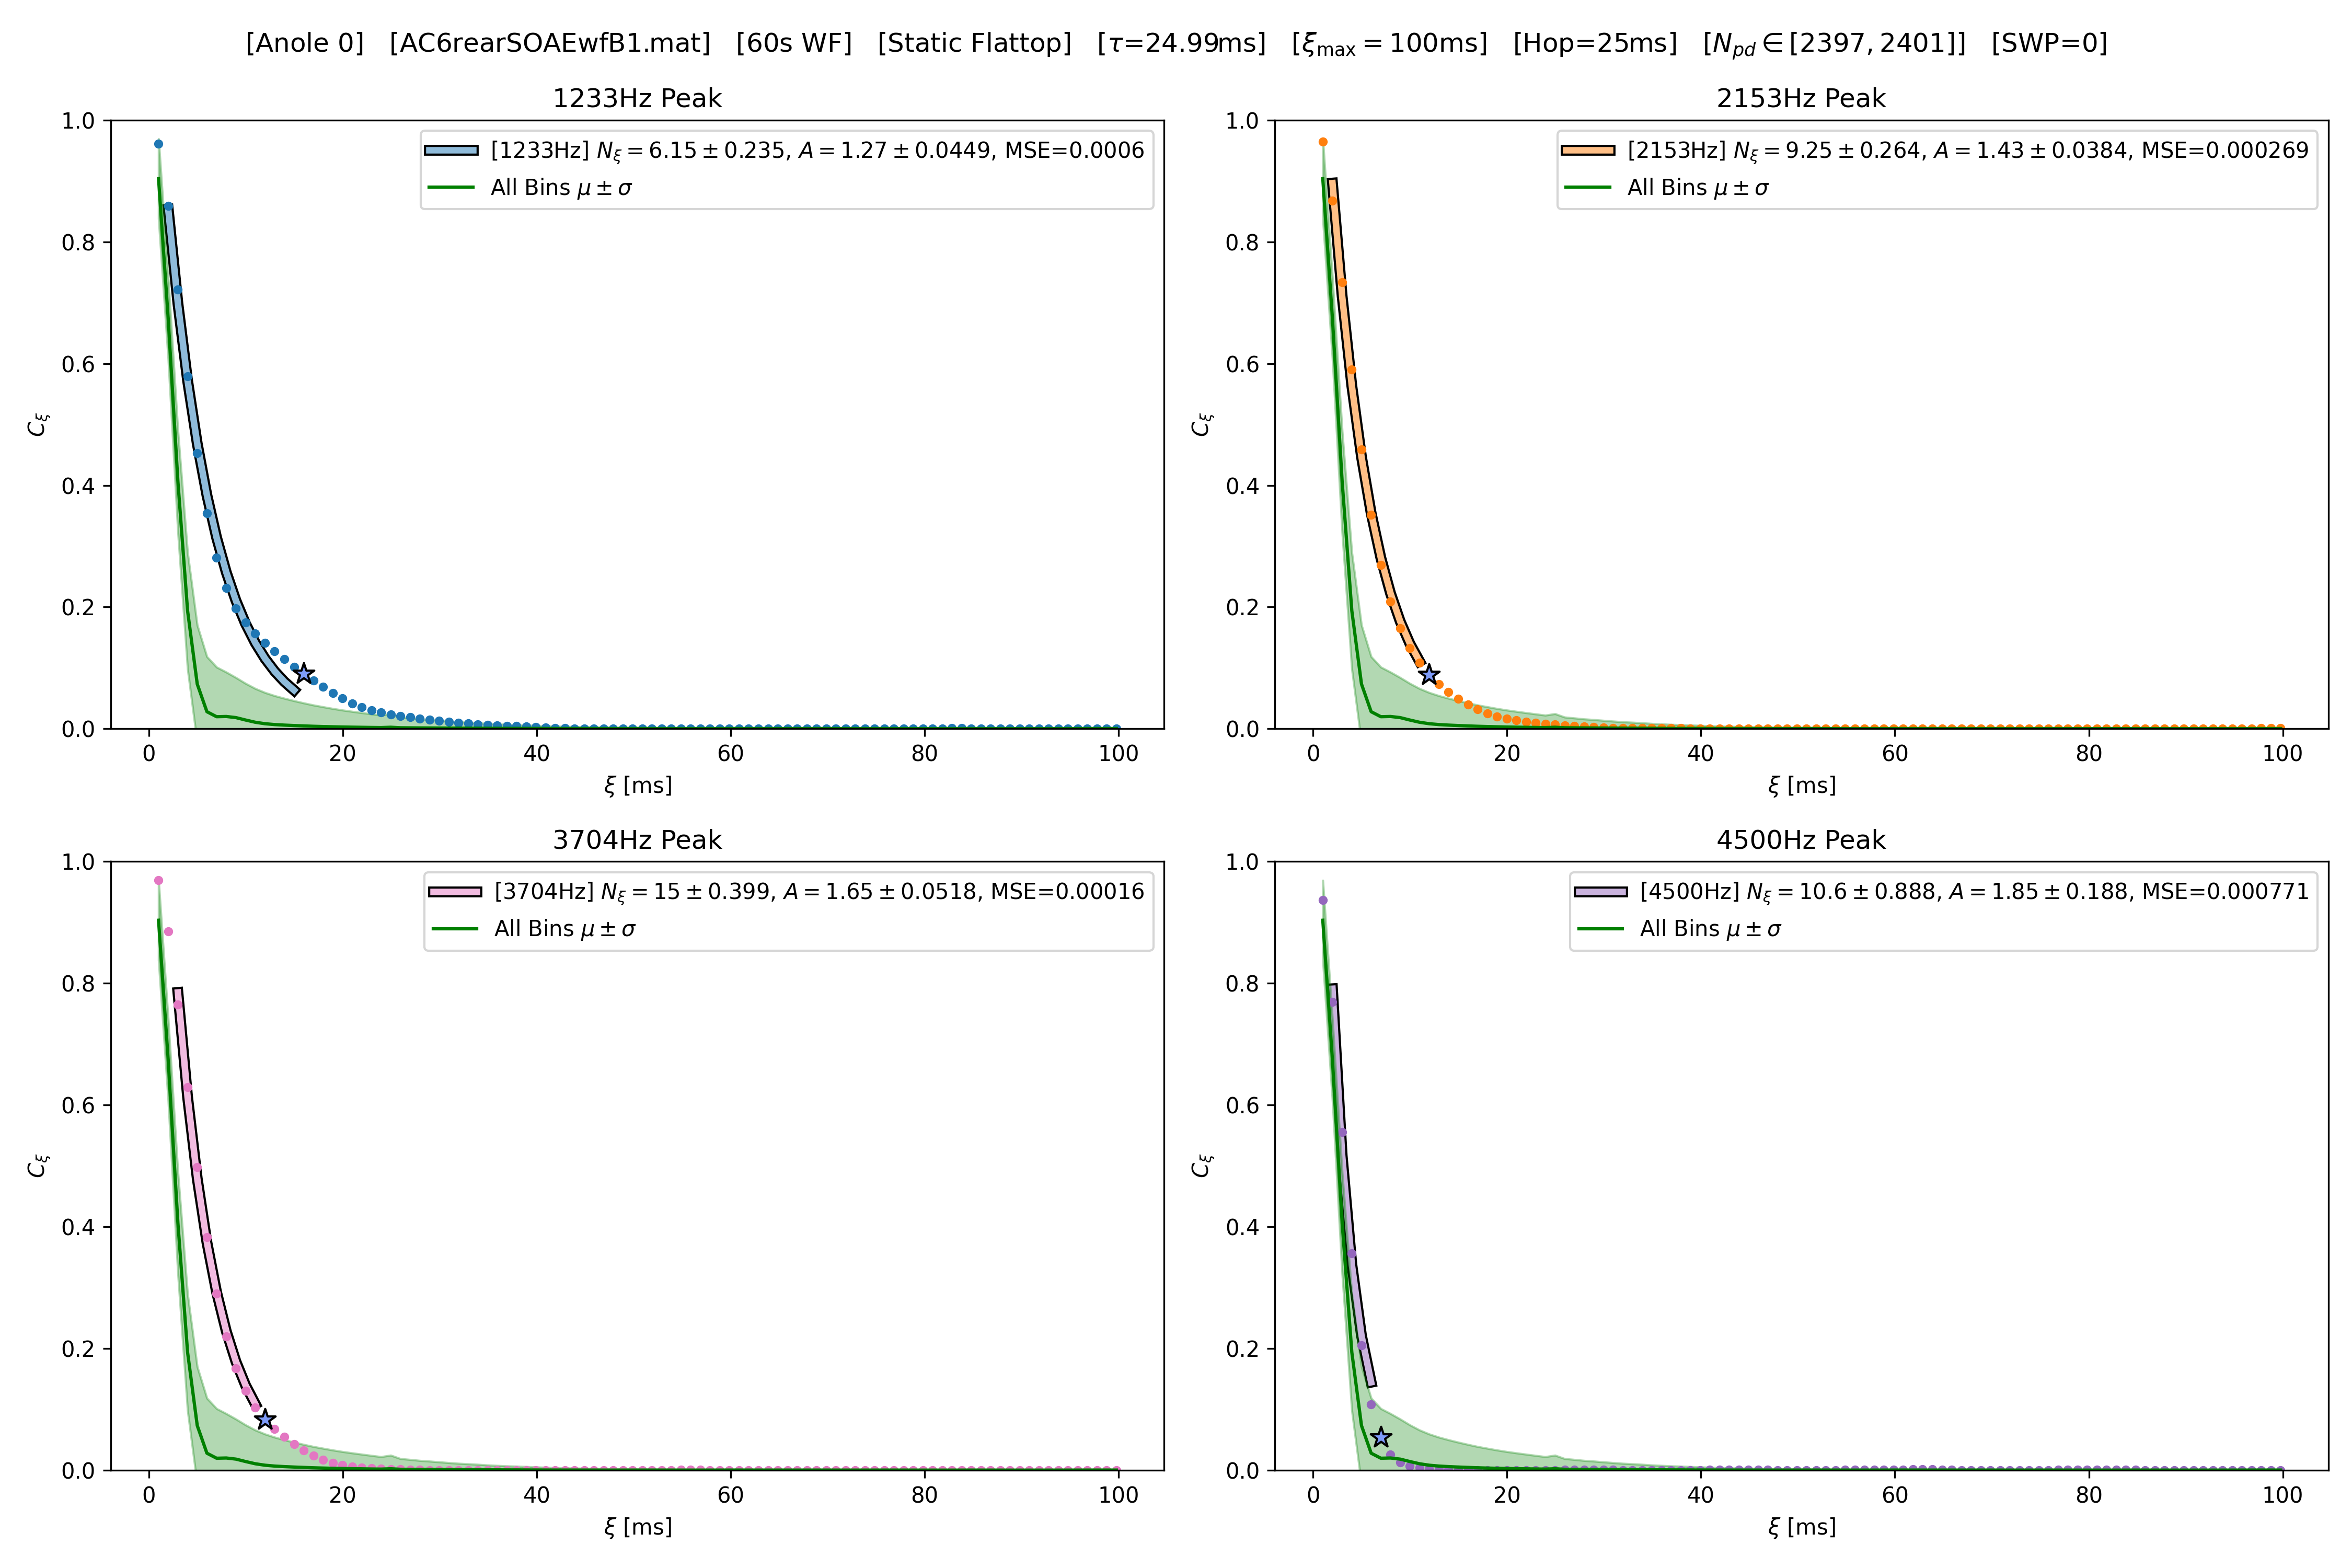 [Anole 0] [AC6rearSOAEwfB1.mat] [60s WF] [Static Flattop] [τ=24.99ms] [ξmax = 100ms] [Hop=25ms] [Npd ∈ [2397, 2401]] [SWP=0]
1233Hz Peak
1.0
0.8
0.6
0.4
0.2
0.0
Cξ
[1233Hz] Nξ = 6.15 ± 0.235, A = 1.27 ± 0.0449, MSE=0.0006
All Bins μ ± σ
0 20 40 60 80 100
ξ [ms]
2153Hz Peak
1.0
0.8
0.6
0.4
0.2
0.0
Cξ
[2153Hz] Nξ = 9.25 ± 0.264, A = 1.43 ± 0.0384, MSE=0.000269
All Bins μ ± σ
0 20 40 60 80 100
ξ [ms]
3704Hz Peak
1.0
0.8
0.6
0.4
0.2
0.0
Cξ
[3704Hz] Nξ = 15 ± 0.399, A = 1.65 ± 0.0518, MSE=0.00016
All Bins μ ± σ
0 20 40 60 80 100
ξ [ms]
4500Hz Peak
1.0
0.8
0.6
0.4
0.2
0.0
Cξ
[4500Hz] Nξ = 10.6 ± 0.888, A = 1.85 ± 0.188, MSE=0.000771
All Bins μ ± σ
0 20 40 60 80 100
ξ [ms]